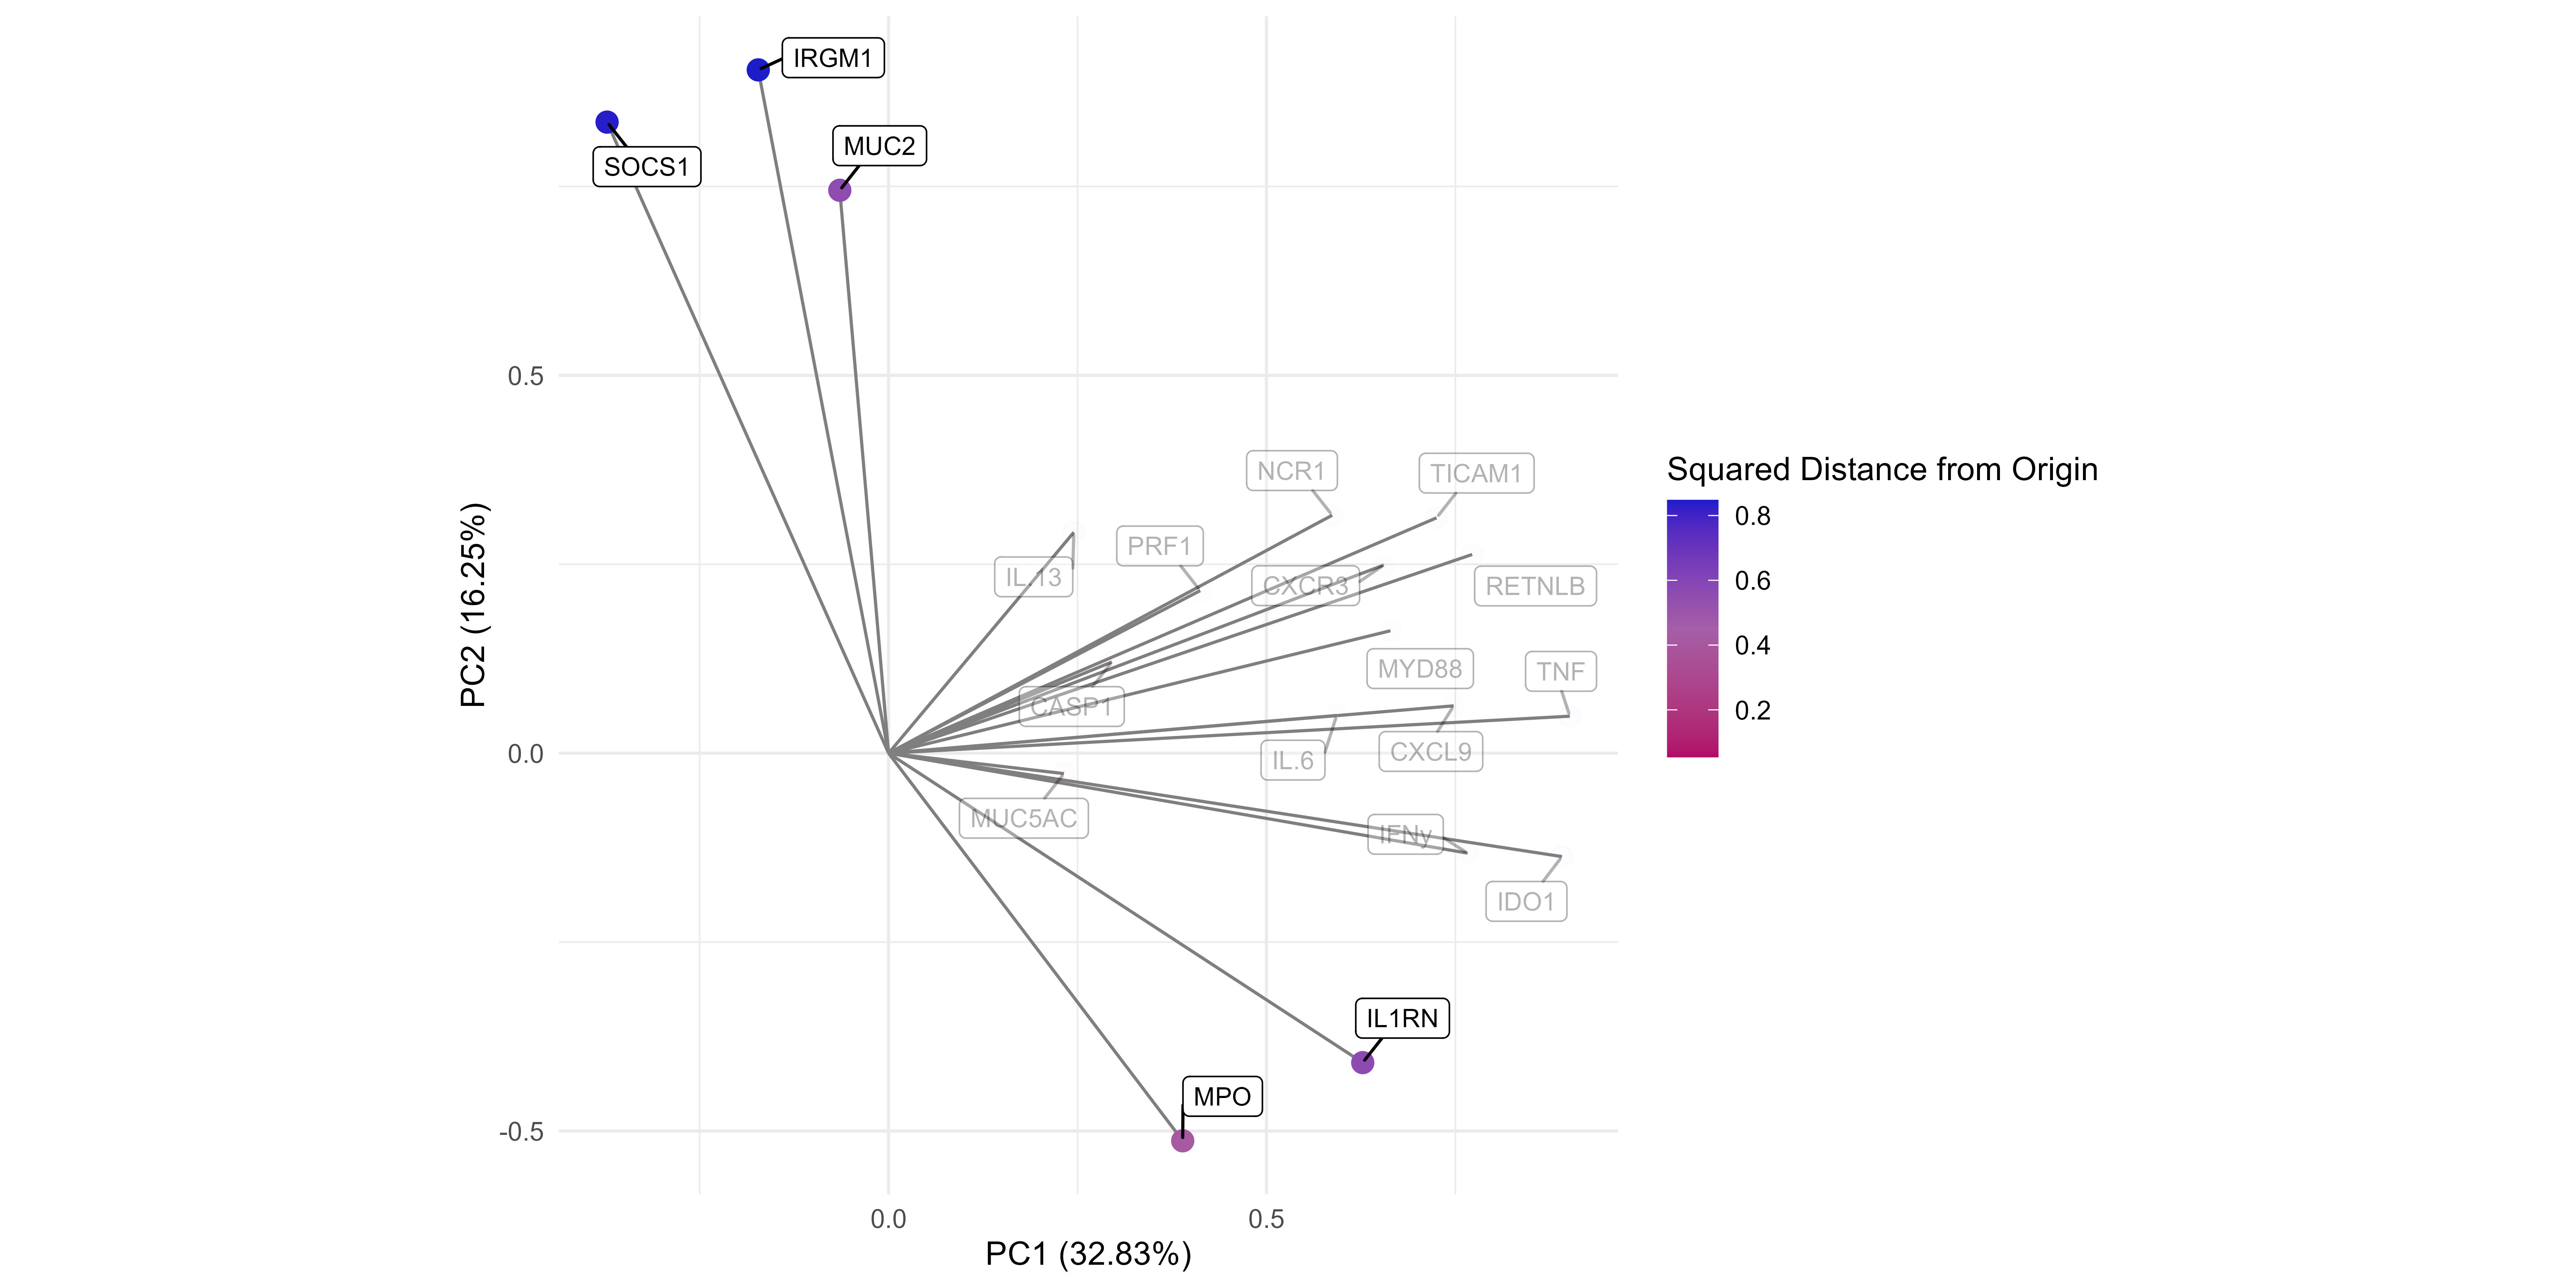 IRGM1
MUC2
SOCS1
0.5
NCR1
TICAM1
PRF1
IL.13
CXCR3
RETNLB
MYD88
TNF
CASP1
0.0
IL.6
CXCL9
MUC5AC
IFNy
IDO1
IL1RN
MPO
-0.5
0.0
0.5
PC1 (32.83%)
PC2 (16.25%)
Squared Distance from Origin
0.8
0.6
0.4
0.2